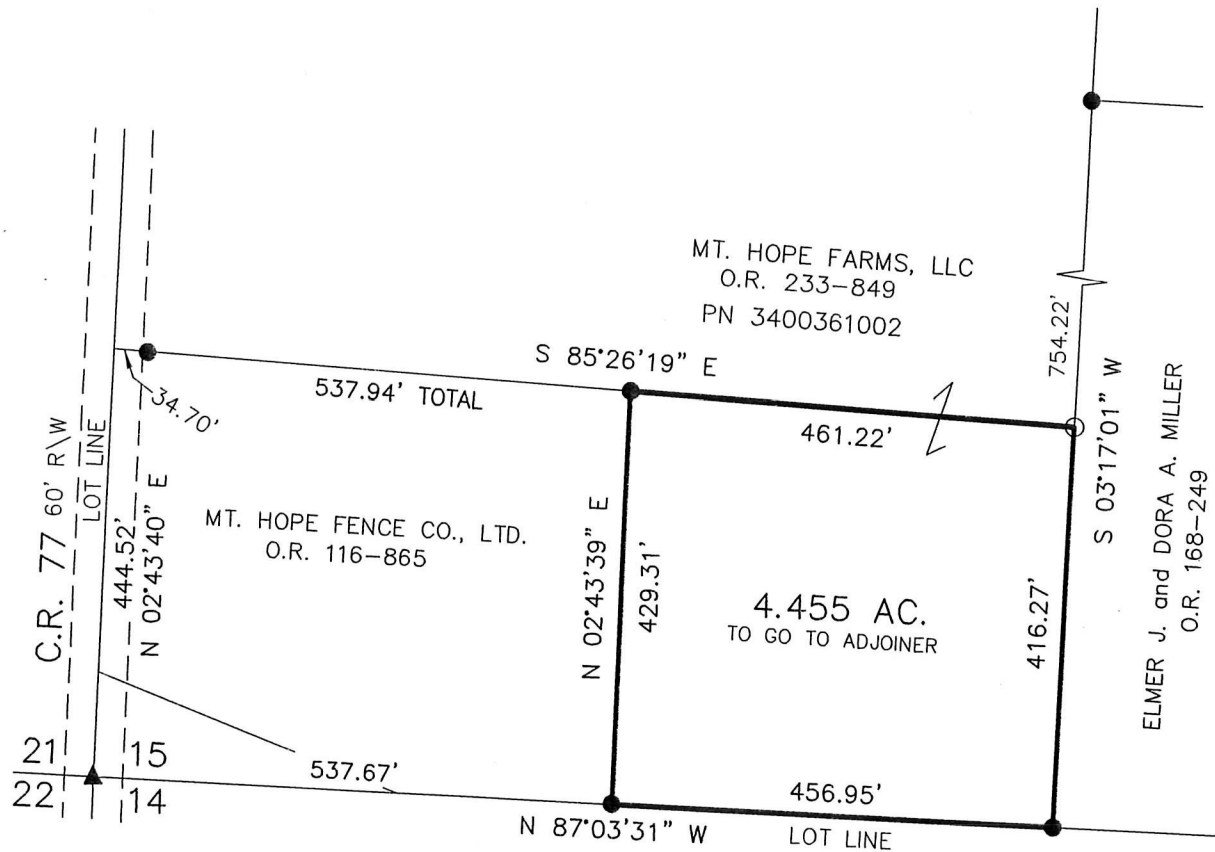 MT. HOPE FARMS, LLC
O.R. 233-849
PN 3400361002
754.22'
S 03°17'01" W
ELMER J. and DORA A. MILLER
O.R. 168-249
S 85°26'19" E
537.94' TOTAL
34.70'
461.22'
C.R. 77 60' R\W
LOT LINE
444.52'
N 02°43'40" E
MT. HOPE FENCE CO., LTD.
O.R. 116-865
N 02°43'39" E
429.31'
4.455 AC.
TO GO TO ADJOINER
416.27'
21 15
22 14
537.67'
456.95'
N 87°03'31" W
LOT LINE